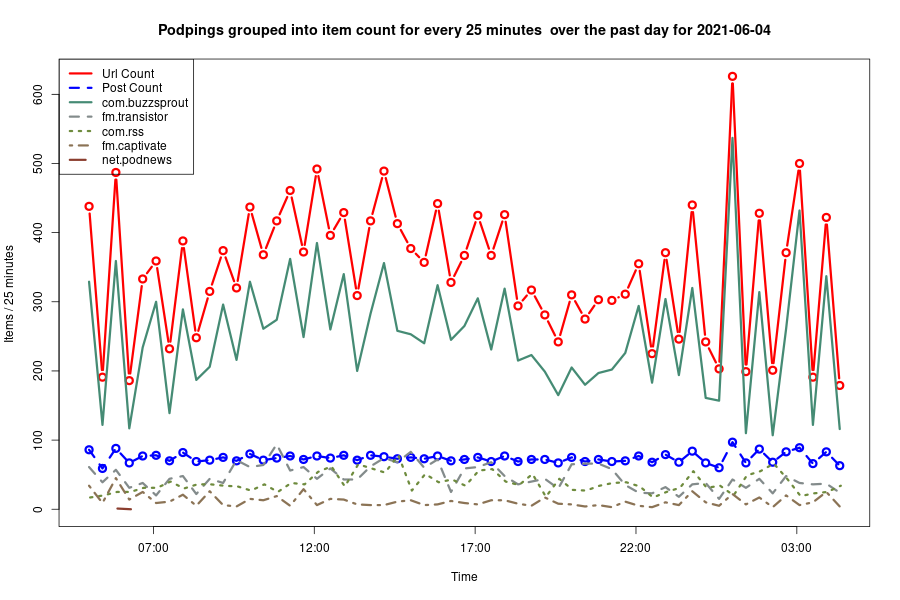 Podpings grouped into item count for every 25 minutes  over the past day for 2021-06-04
Url Count
Post Count
com.buzzsprout
fm.transistor
com.rss
fm.captivate
net.podnews
Items / 25 minutes
600
500
400
300
200
100
0
07:00 12:00 17:00 22:00 03:00
Time